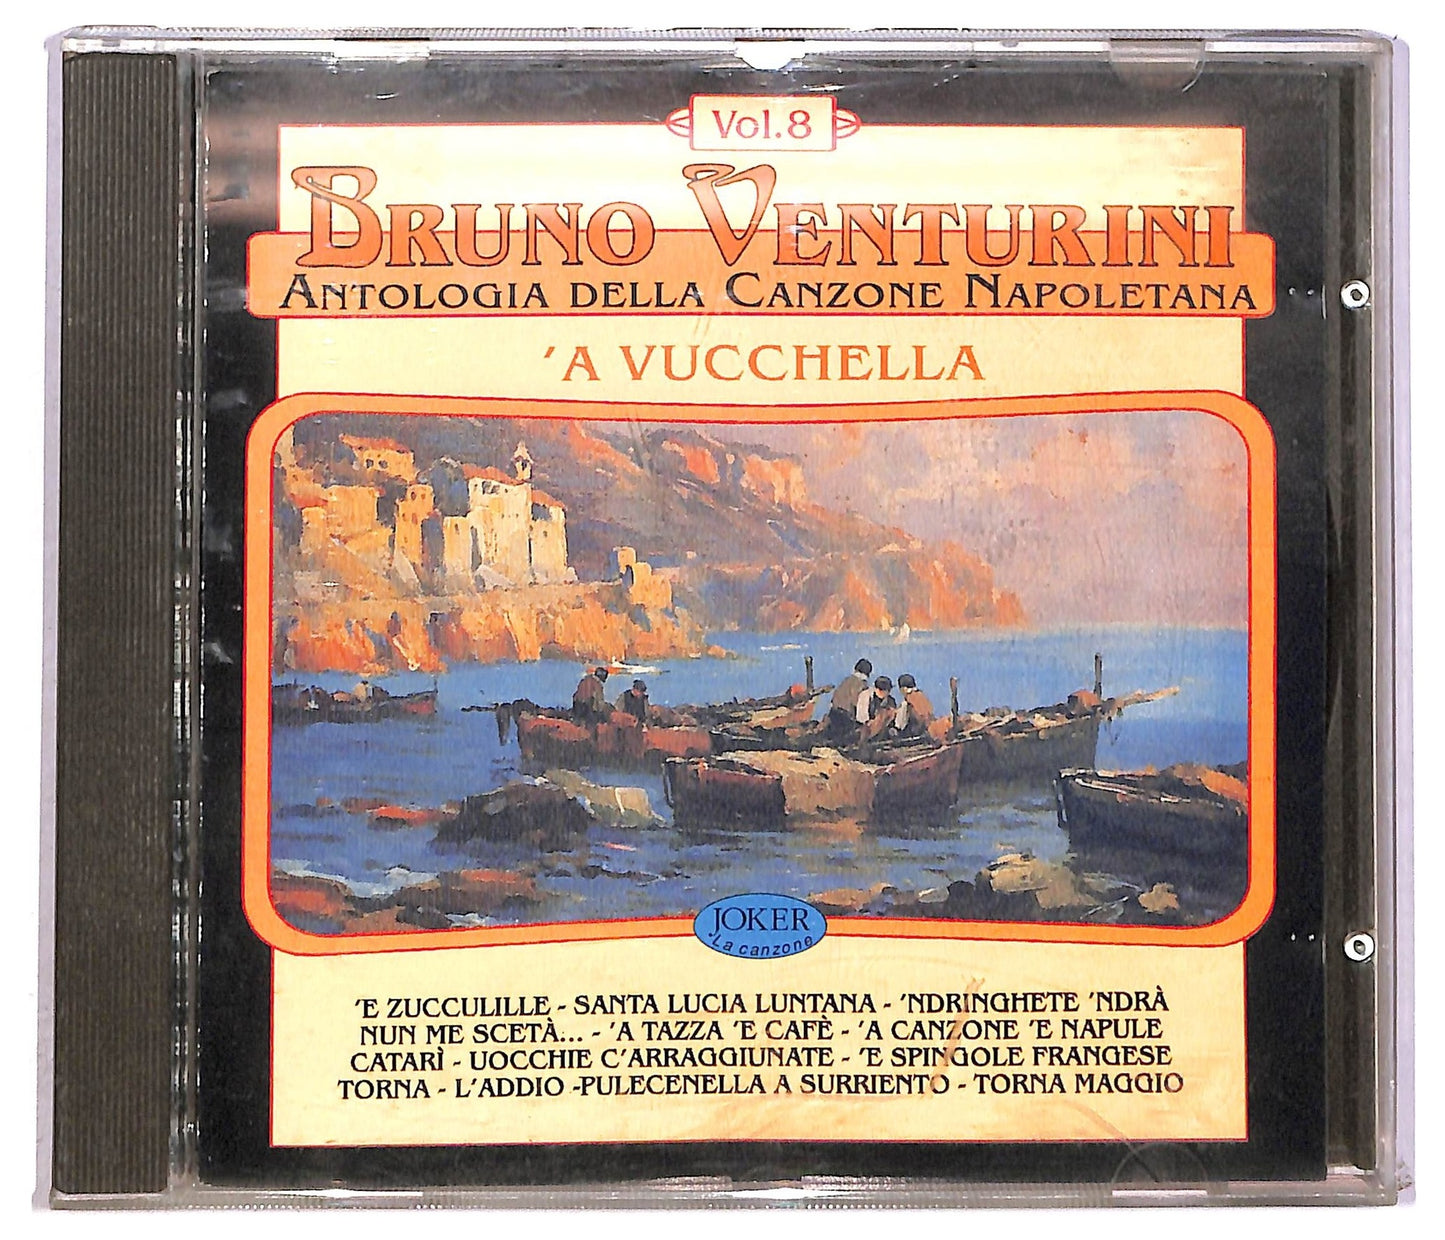 Vol.8
BRUNO VENTURINI
ANTOLOGIA DELLA CANZONE NAPOLETANA
'A VUCCHELLA
JOKER
La canzone
'E ZUCCULILLE - SANTA LUCIA LUNTANA - 'NDRINGHETE 'NDRÀ
NUN ME SCETÀ... - 'A TAZZA 'E CAFÈ - 'A CANZONE 'E NAPULE
CATARÌ - UOCCHIE C'ARRAGGIUNATE - 'E SPINGOLE FRANGESE
TORNA - L'ADDIO -PULECENELLA A SURRIENTO - TORNA MAGGIO